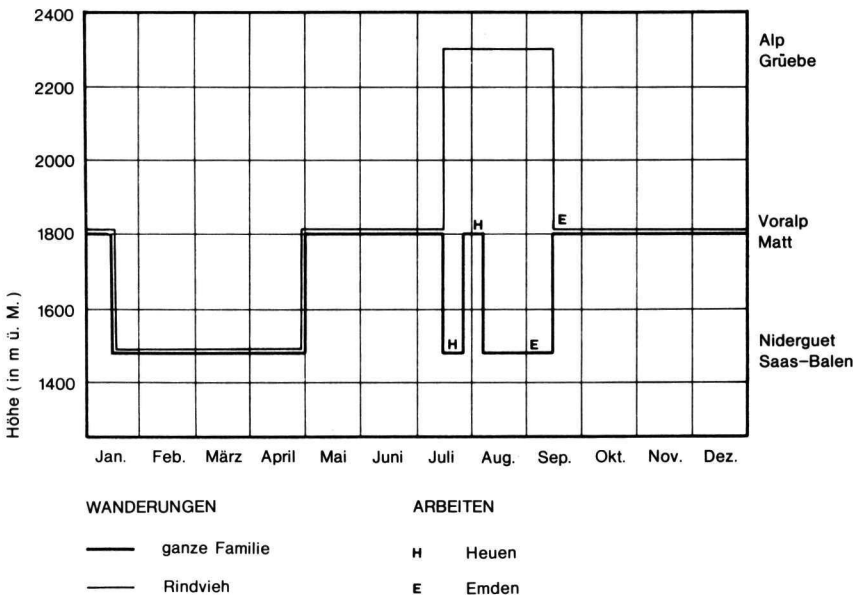 2400
2200
2000
1800
1600
1400
Höhe ( in m ü. M. )
Alp
Grüebe
Voralp
Matt
Niderguet
Saas-Balen
H
E
H
E
Jan. Feb. März April Mai Juni Juli Aug. Sep. Okt. Nov. Dez.
WANDERUNGEN
ganze Familie
Rindvieh
ARBEITEN
H Heuen
E Emden